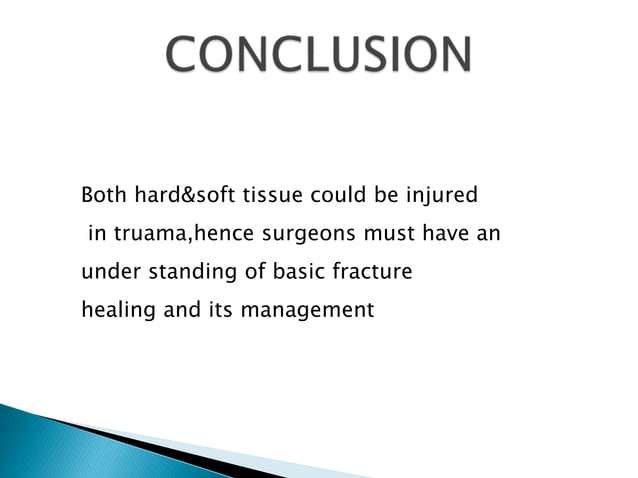 CONCLUSION
Both hard&soft tissue could be injured
in truama,hence surgeons must have an
under standing of basic fracture
healing and its management